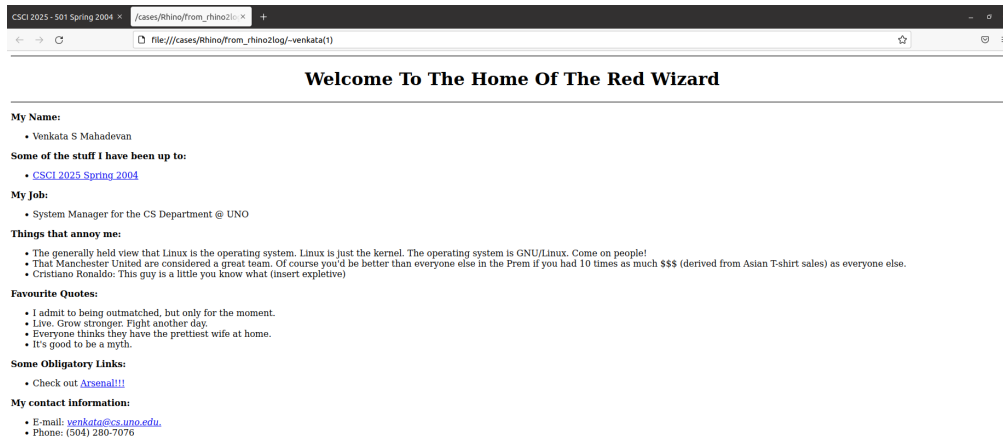 CSCI 2025 - 501 Spring 2004
/cases/Rhino/from_rhino2lo
file:///cases/Rhino/from_rhino2log/~venkata(1)
Welcome To The Home Of The Red Wizard
My Name:
Venkata S Mahadevan
Some of the stuff I have been up to:
CSCI 2025 Spring 2004
My Job:
System Manager for the CS Department @ UNO
Things that annoy me:
The generally held view that Linux is the operating system. Linux is just the kernel. The operating system is GNU/Linux. Come on people!
That Manchester United are considered a great team. Of course you'd be better than everyone else in the Prem if you had 10 times as much $$$ (derived from Asian T-shirt sales) as everyone else.
Cristiano Ronaldo: This guy is a little you know what (insert expletive)
Favourite Quotes:
I admit to being outmatched, but only for the moment.
Live. Grow stronger. Fight another day.
Everyone thinks they have the prettiest wife at home.
It's good to be a myth.
Some Obligatory Links:
Check out Arsenal!!!
My contact information:
E-mail: venkata@cs.uno.edu.
Phone: (504) 280-7076